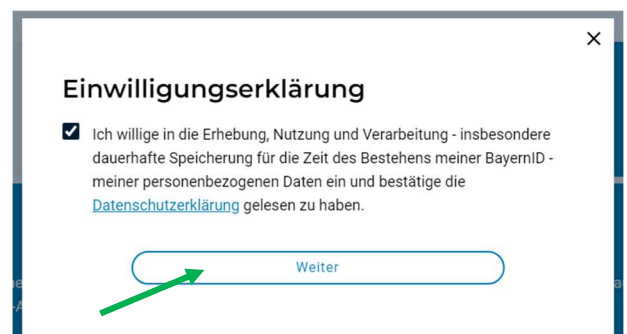 Einwilligungserklärung
Ich willige in die Erhebung, Nutzung und Verarbeitung - insbesondere
dauerhafte Speicherung für die Zeit des Bestehens meiner BayernID -
meiner personenbezogenen Daten ein und bestätige die
Datenschutzerklärung gelesen zu haben.
Weiter